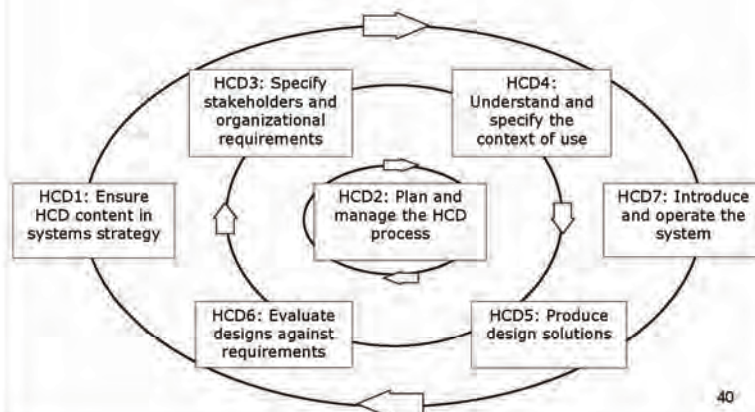 HCD3: Specify
stakeholders and
organizational
requirements
HCD4:
Understand and
specify the
context of use
HCD1: Ensure
HCD content in
systems strategy
HCD2: Plan and
manage the HCD
process
HCD7: Introduce
and operate the
system
HCD6: Evaluate
designs against
requirements
HCD5: Produce
design solutions
40